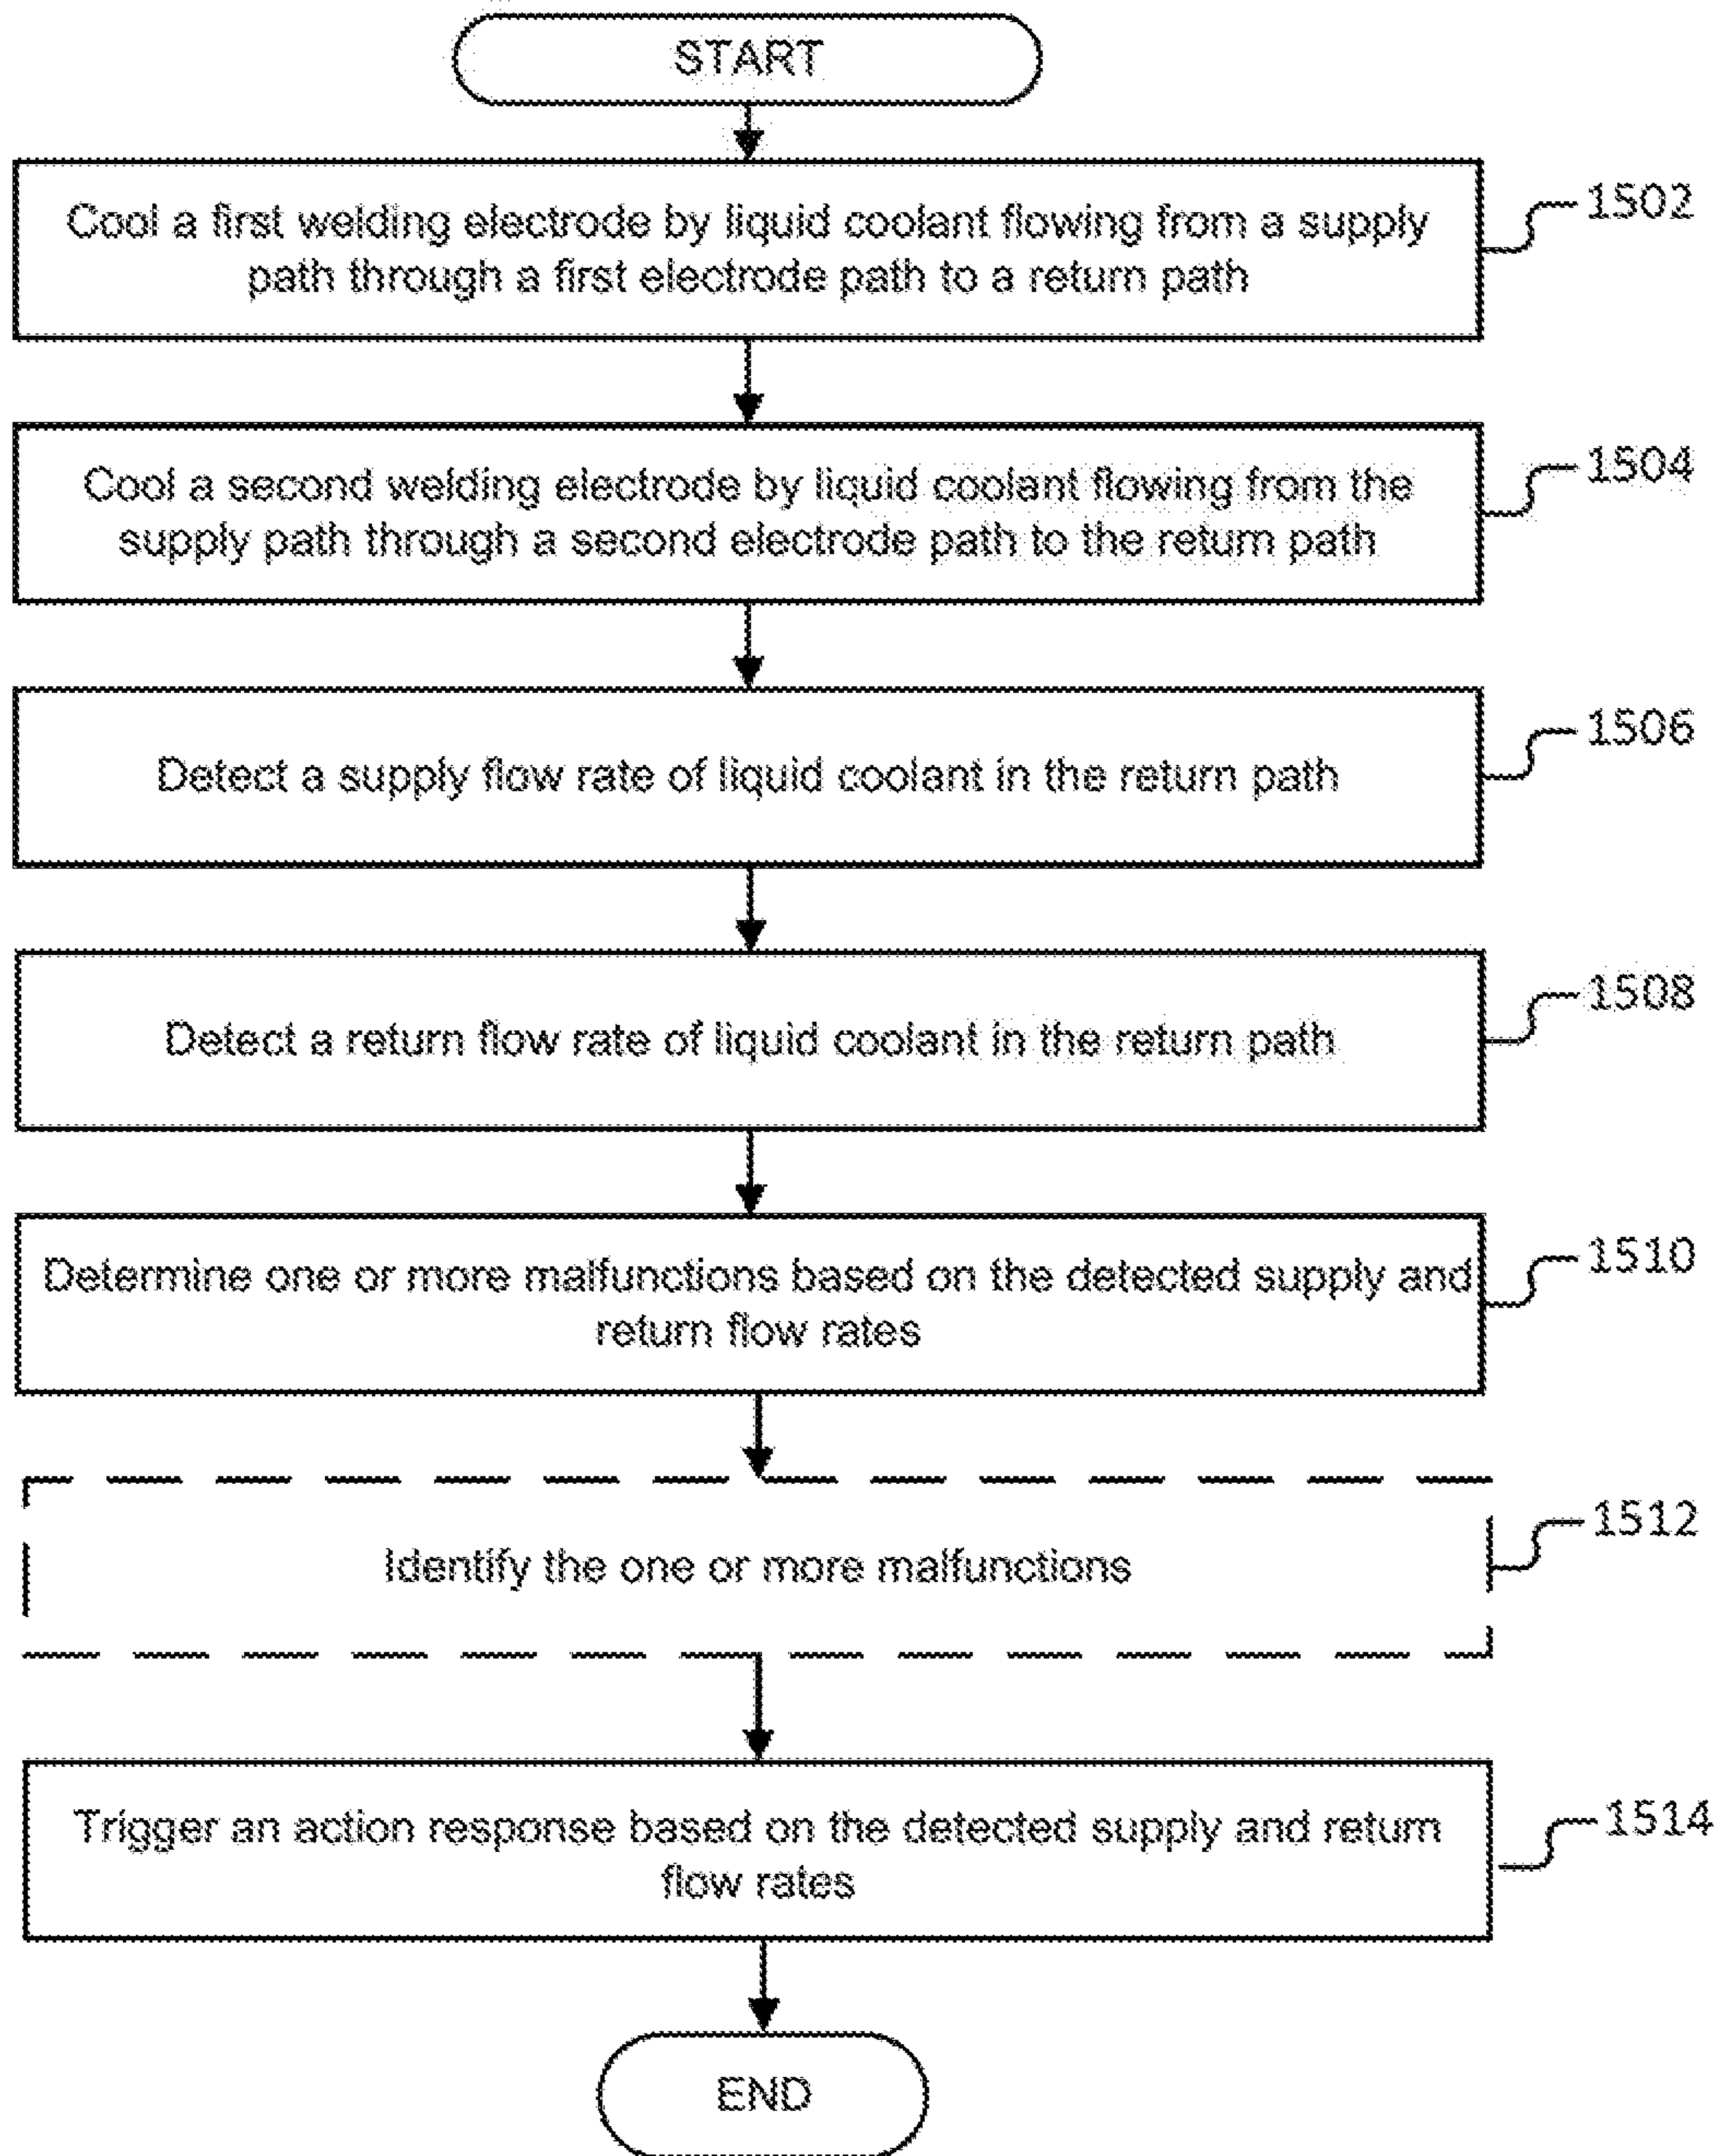 START
Cool a first welding electrode by liquid coolant flowing from a supply
path through a first electrode path to a return path
1502
Cool a second welding electrode by liquid coolant flowing from the
supply path through a second electrode path to the return path
1504
Detect a supply flow rate of liquid coolant in the return path
1506
Detect a return flow rate of liquid coolant in the return path
1508
Determine one or more malfunctions based on the detected supply and
return flow rates
1510
Identify the one or more malfunctions
1512
Trigger an action response based on the detected supply and return
flow rates
1514
END